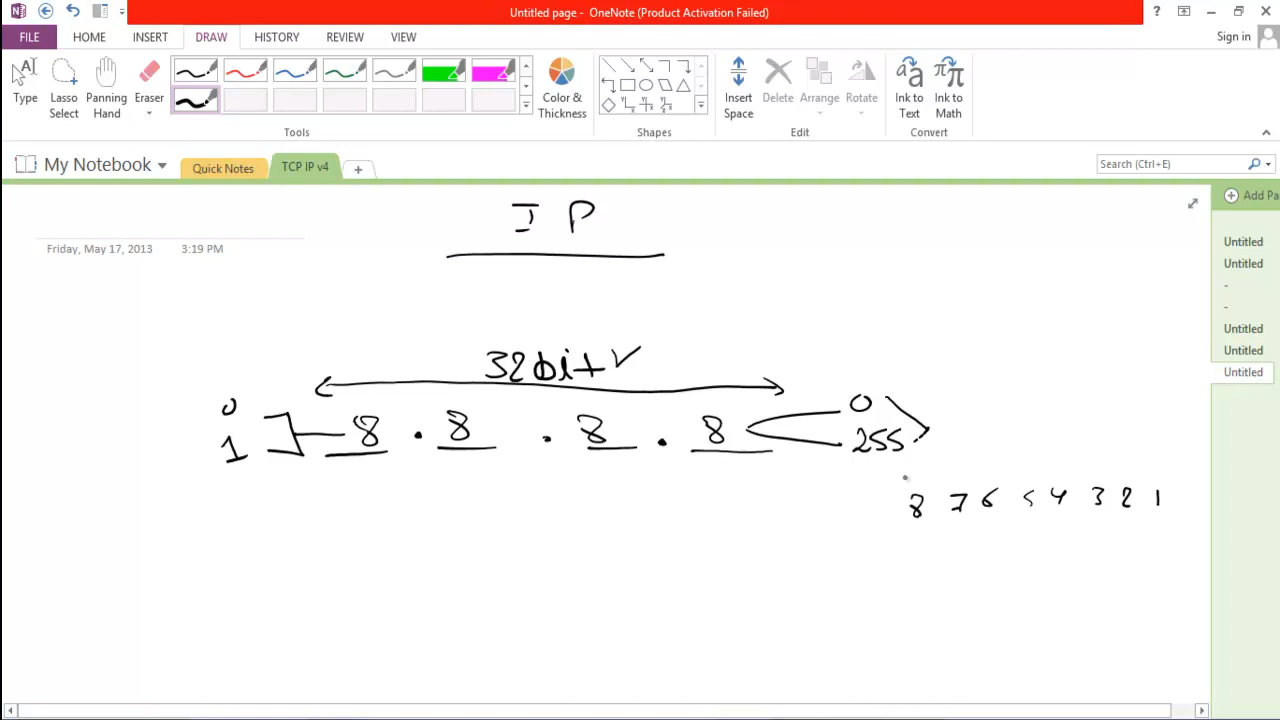 Untitled page - OneNote (Product Activation Failed)
FILE HOME INSERT DRAW HISTORY REVIEW VIEW
Sign in
Type
Lasso Select
Panning Hand
Eraser
Color & Thickness
Insert Space
Delete
Arrange
Rotate
Ink to Text
Ink to Math
Tools
Shapes
Edit
Convert
My Notebook
Quick Notes
TCP IP v4
Search (Ctrl+E)
Add Pa
I P
Friday, May 17, 2013 3:19 PM
Untitled
Untitled
-
-
Untitled
Untitled
Untitled
32bit
0
1
8 . 8 . 8 . 8
0
255
8 7 6 5 4 3 2 1